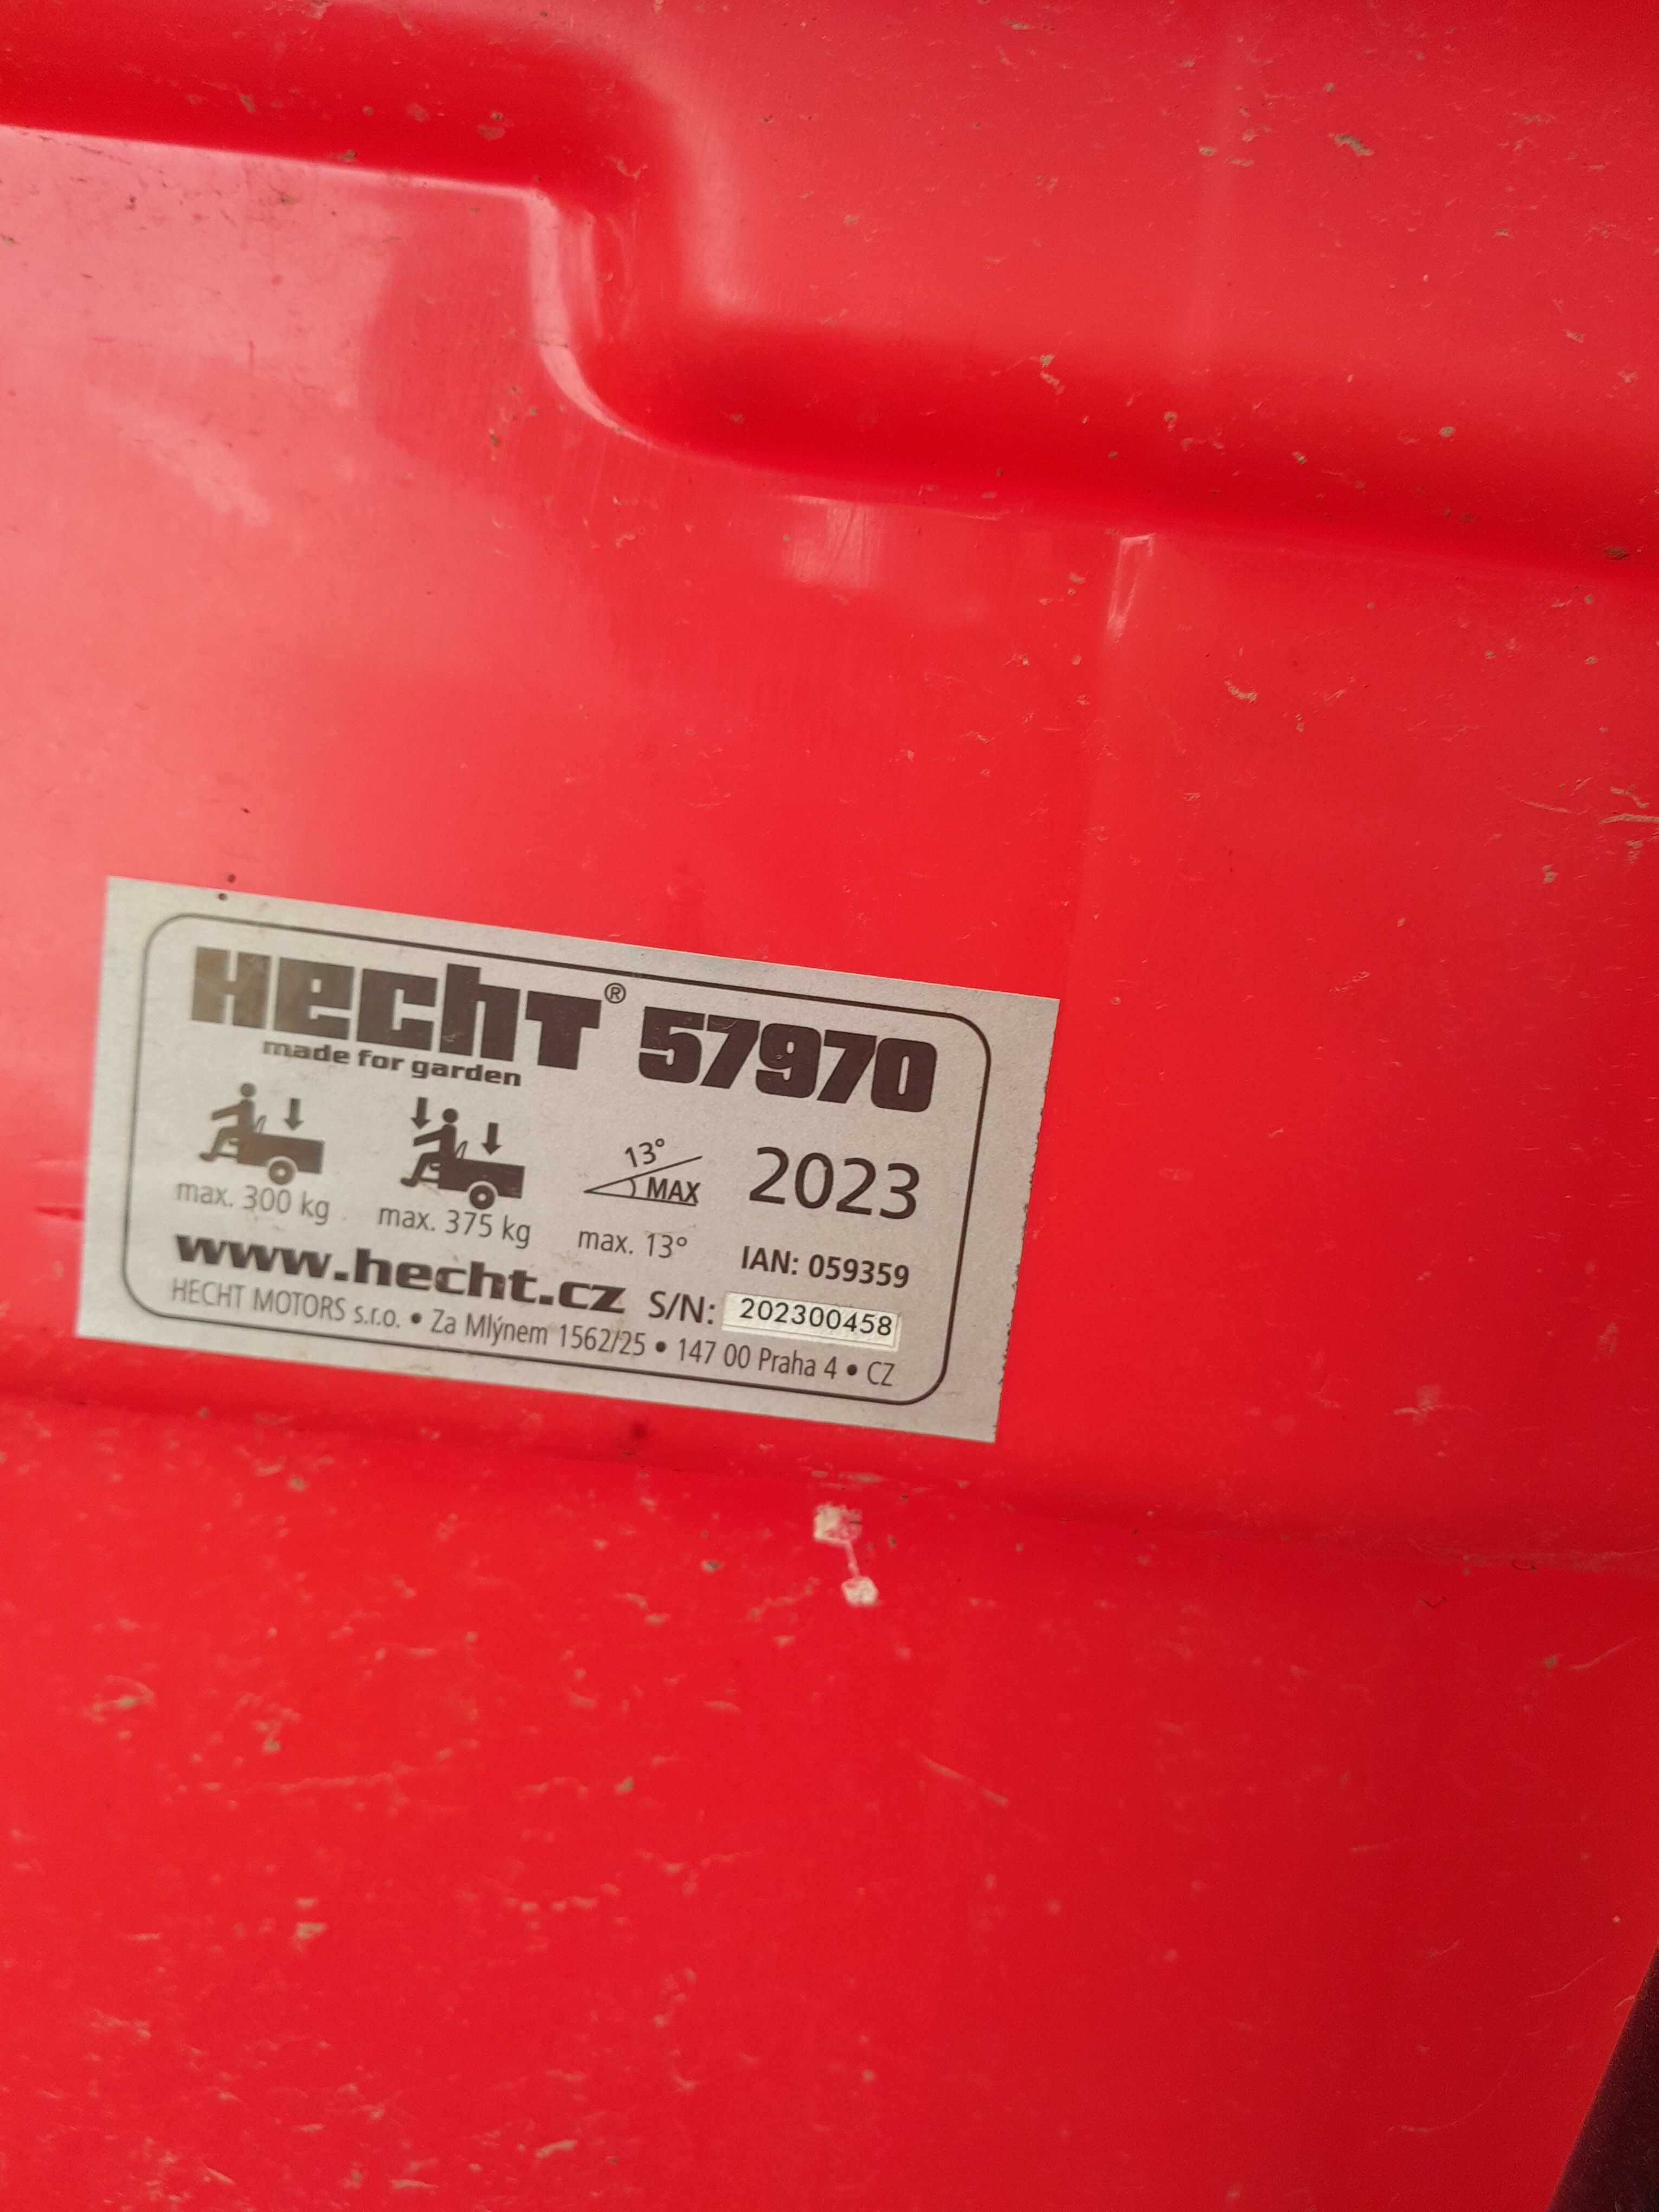 HECHT® 57970
made for garden
13°
MAX
2023
max. 300 kg
max. 375 kg
max. 13°
IAN: 059359
www.hecht.cz
S/N: 202300458
HECHT MOTORS s.r.o. • Za Mlýnem 1562/25 • 147 00 Praha 4 • CZ